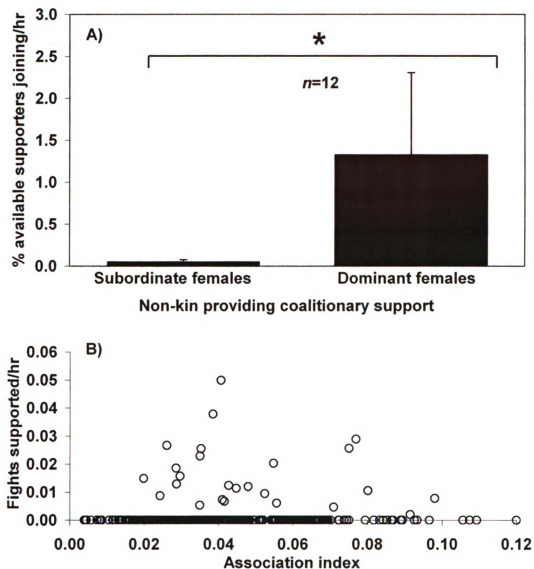 A)
*
n=12
% available supporters joining/hr
3.0
2.5
2.0
1.5
1.0
0.5
0.0
Subordinate females Dominant females
Non-kin providing coalitionary support
B)
Fights supported/hr
0.06
0.05
0.04
0.03
0.02
0.01
0.00
0.00 0.02 0.04 0.06 0.08 0.10 0.12
Association index